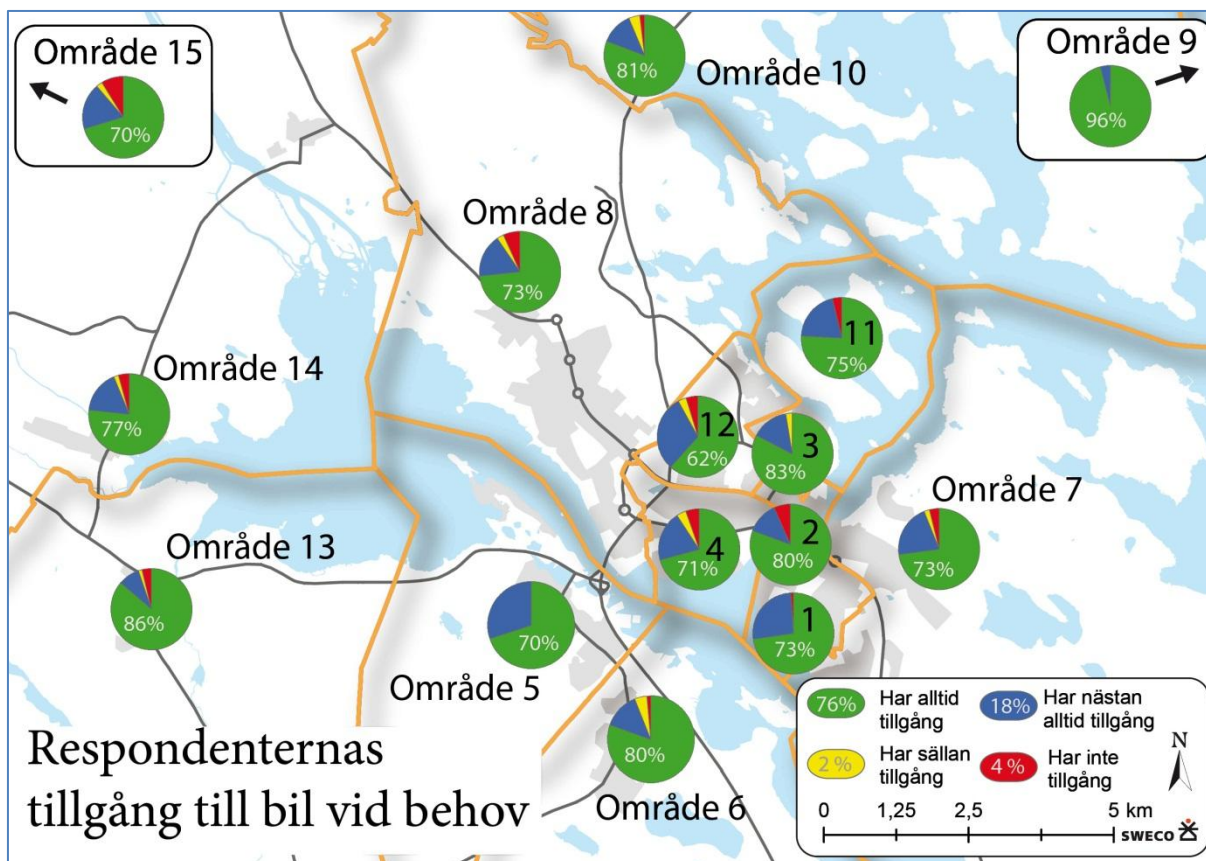 Område 15
70%
81%
Område 10
Område 9
96%
Område 8
73%
11
75%
Område 14
77%
12
62%
3
83%
Område 7
73%
4
71%
2
80%
Område 13
86%
Område 5
70%
1
73%
80%
Område 6
Respondenternas
tillgång till bil vid behov
76%
Har alltid
tillgång
18%
Har nästan
alltid tillgång
2 %
Har sällan
tillgång
4 %
Har inte
tillgång
N
0 1,25 2,5 5 km
SWECO